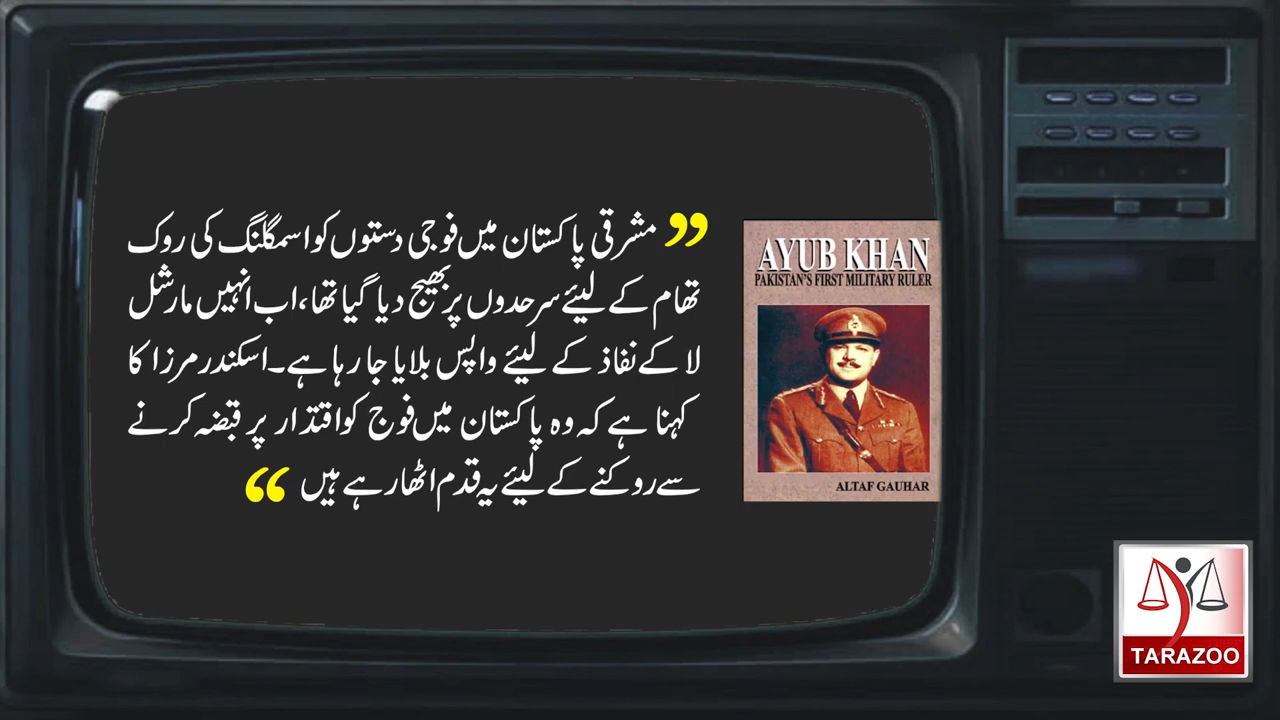 ”مشرقی پاکستان میں فوجی دستوں کو اسمگلنگ کی روک
تھام کے لیئے سرحدوں پر بھیج دیا گیا تھا، اب انہیں مارشل
لا کے نفاذ کے لیئے واپس بلایا جا رہا ہے۔ اسکندر مرزا کا
کہنا ہے کہ وہ پاکستان میں فوج کو اقتدار پر قبضہ کرنے
سے روکنے کے لیئے یہ قدم اٹھا رہے ہیں“
AYUB KHAN
PAKISTAN'S FIRST MILITARY RULER
ALTAF GAUHAR
TARAZOO